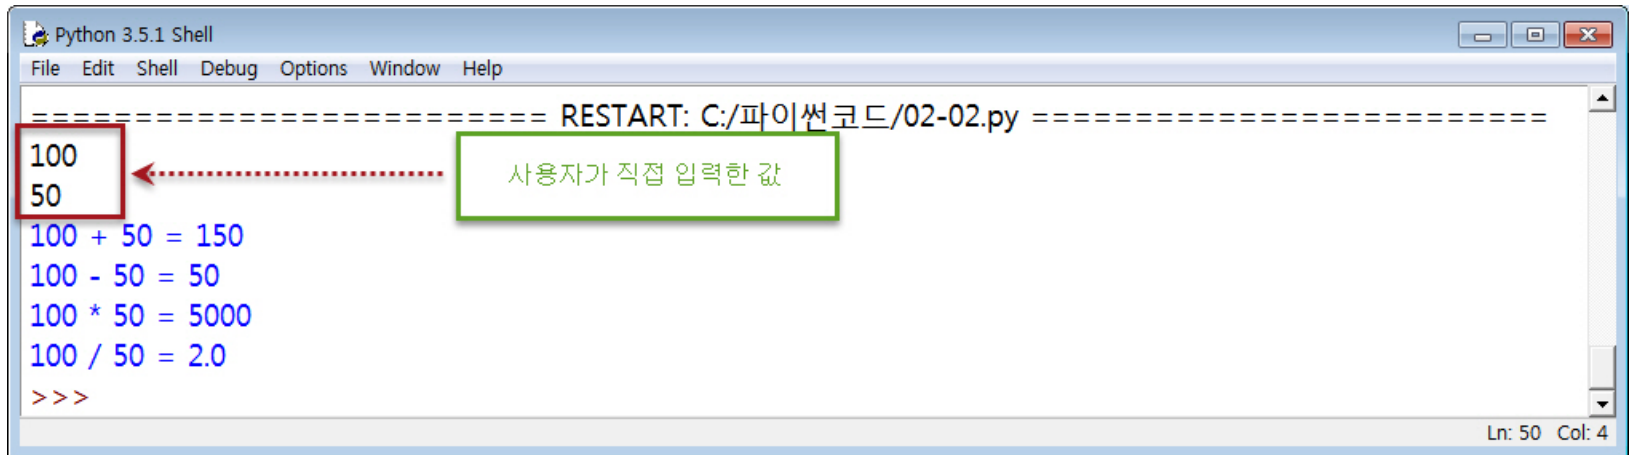 Python 3.5.1 Shell
File Edit Shell Debug Options Window Help
========================= RESTART: C:/파이썬코드/02-02.py =========================
100
50
사용자가 직접 입력한 값
100 + 50 = 150
100 - 50 = 50
100 * 50 = 5000
100 / 50 = 2.0
>>>
Ln: 50 Col: 4